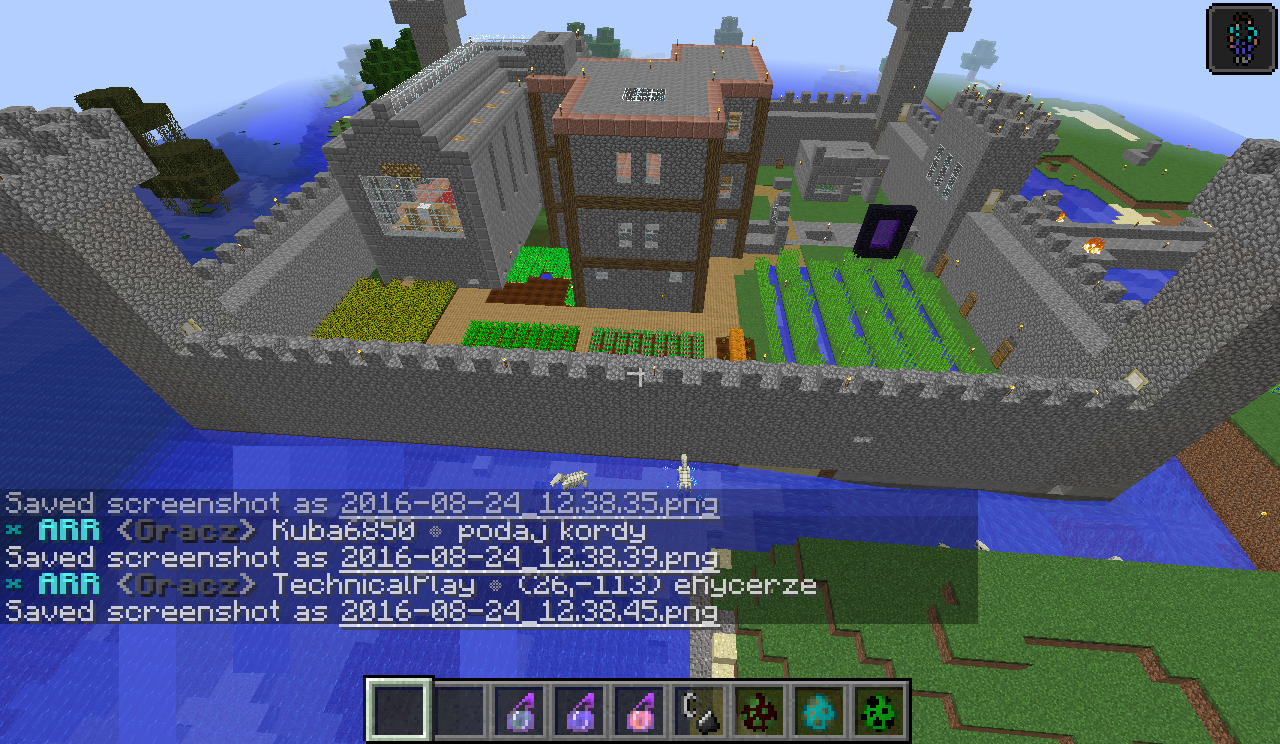 Saved screenshot as 2016-08-24_12.38.35.png
× ARR <Gracz> Kuba6850 • podaj kordy
Saved screenshot as 2016-08-24_12.38.39.png
× ARR <Gracz> TechnicalPlay • (26,-113) eRycerze
Saved screenshot as 2016-08-24_12.38.45.png